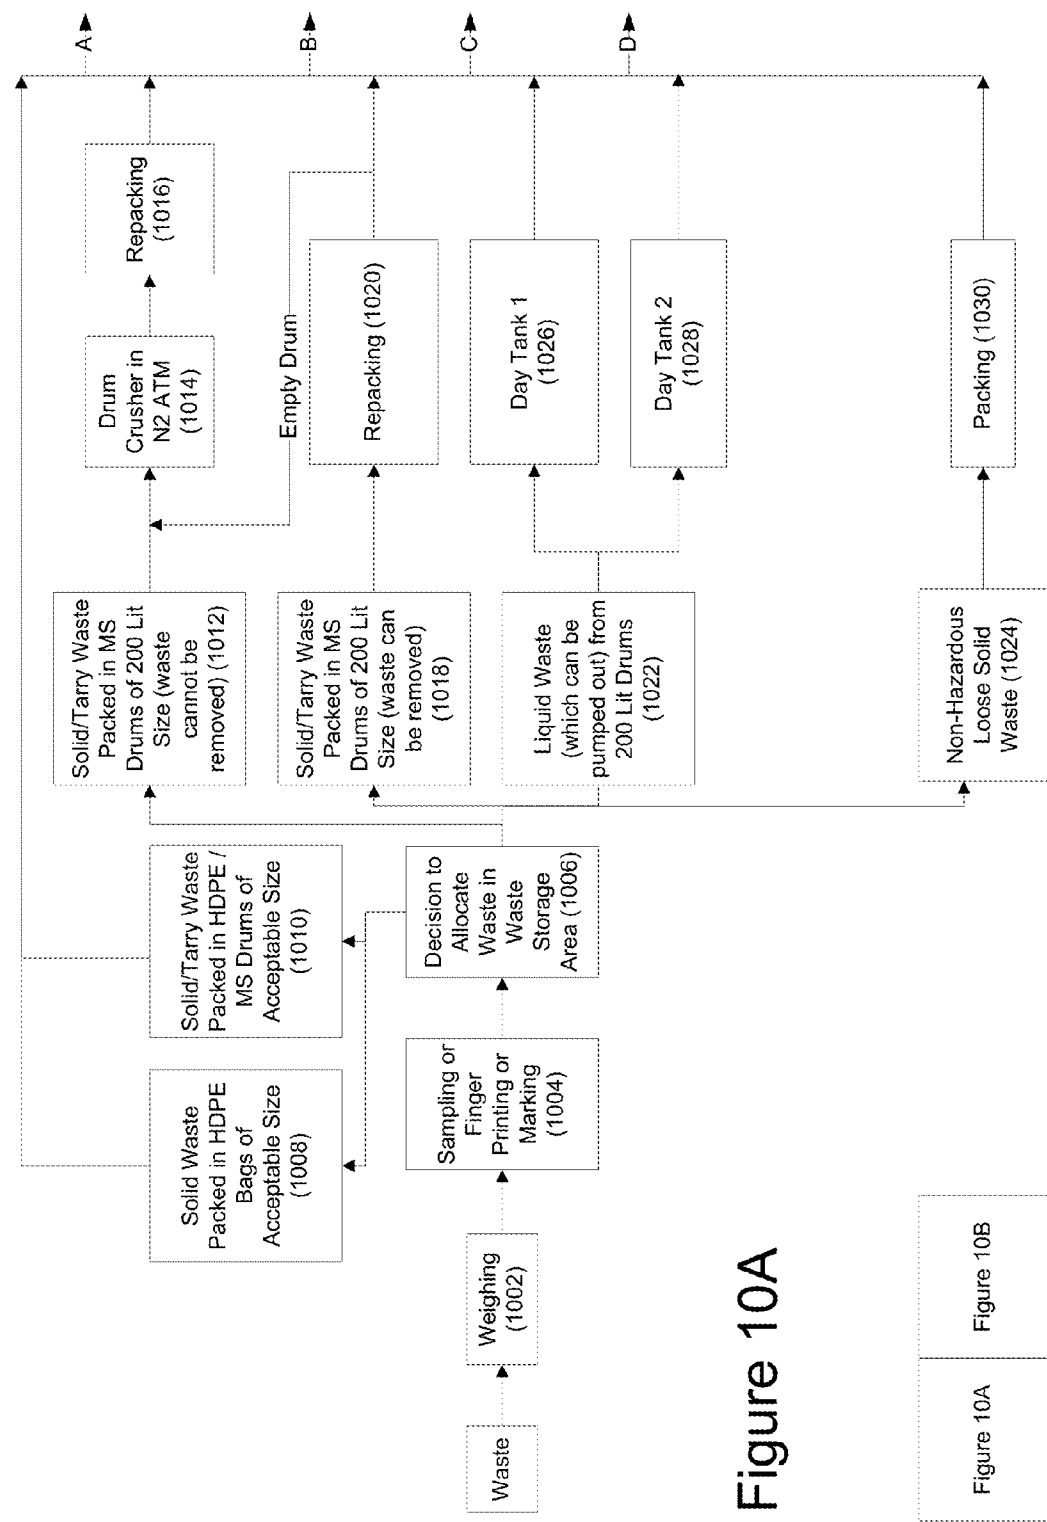 Waste
Weighing
(1002)
Sampling or
Finger
Printing or
Marking
(1004)
Decision to
Allocate
Waste in
Waste
Storage
Area (1006)
Solid Waste
Packed in HDPE
Bags of
Acceptable Size
(1008)
Solid/Tarry Waste
Packed in HDPE /
MS Drums of
Acceptable Size
(1010)
Solid/Tarry Waste
Packed in MS
Drums of 200 Lit
Size (waste
cannot be
removed) (1012)
Drum
Crusher in
N2 ATM
(1014)
Repacking
(1016)
Empty Drum
Solid/Tarry Waste
Packed in MS
Drums of 200 Lit
Size (waste can
be removed)
(1018)
Repacking (1020)
Liquid Waste
(which can be
pumped out) from
200 Lit Drums
(1022)
Day Tank 1
(1026)
Day Tank 2
(1028)
Non-Hazardous
Loose Solid
Waste (1024)
Packing (1030)
A
B
C
D
Figure 10A
Figure 10A
Figure 10B